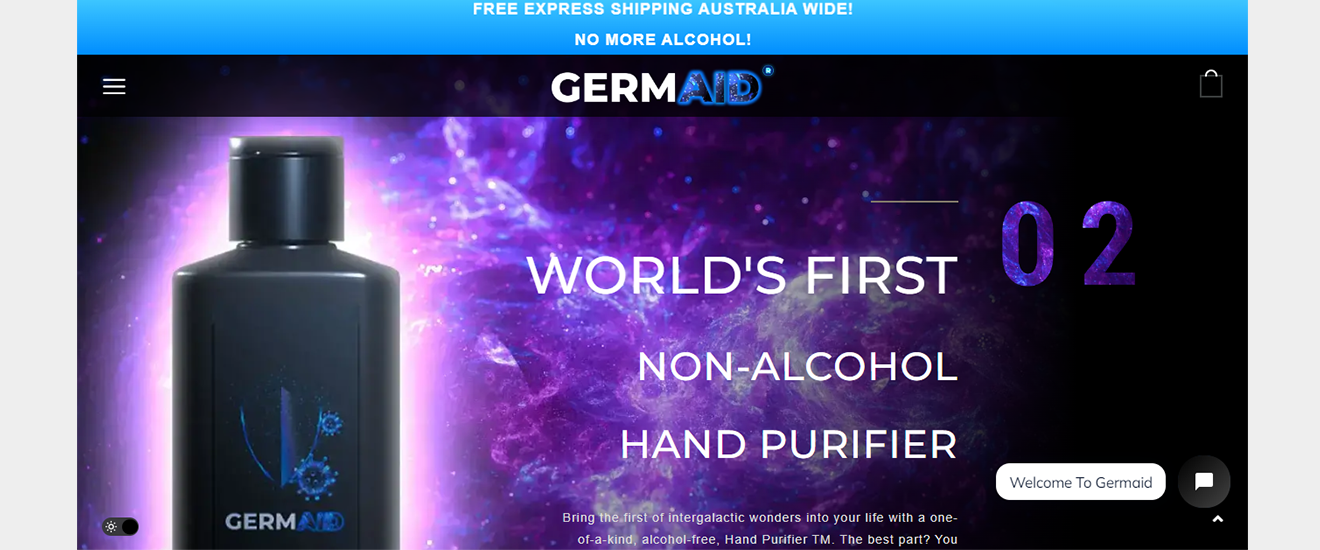 FREE EXPRESS SHIPPING AUSTRALIA WIDE!
NO MORE ALCOHOL!
GERMAID®
02
WORLD'S FIRST
NON-ALCOHOL
HAND PURIFIER
GERMAID
Welcome To Germaid
Bring the first of intergalactic wonders into your life with a one-
of-a-kind, alcohol-free, Hand Purifier TM. The best part? You